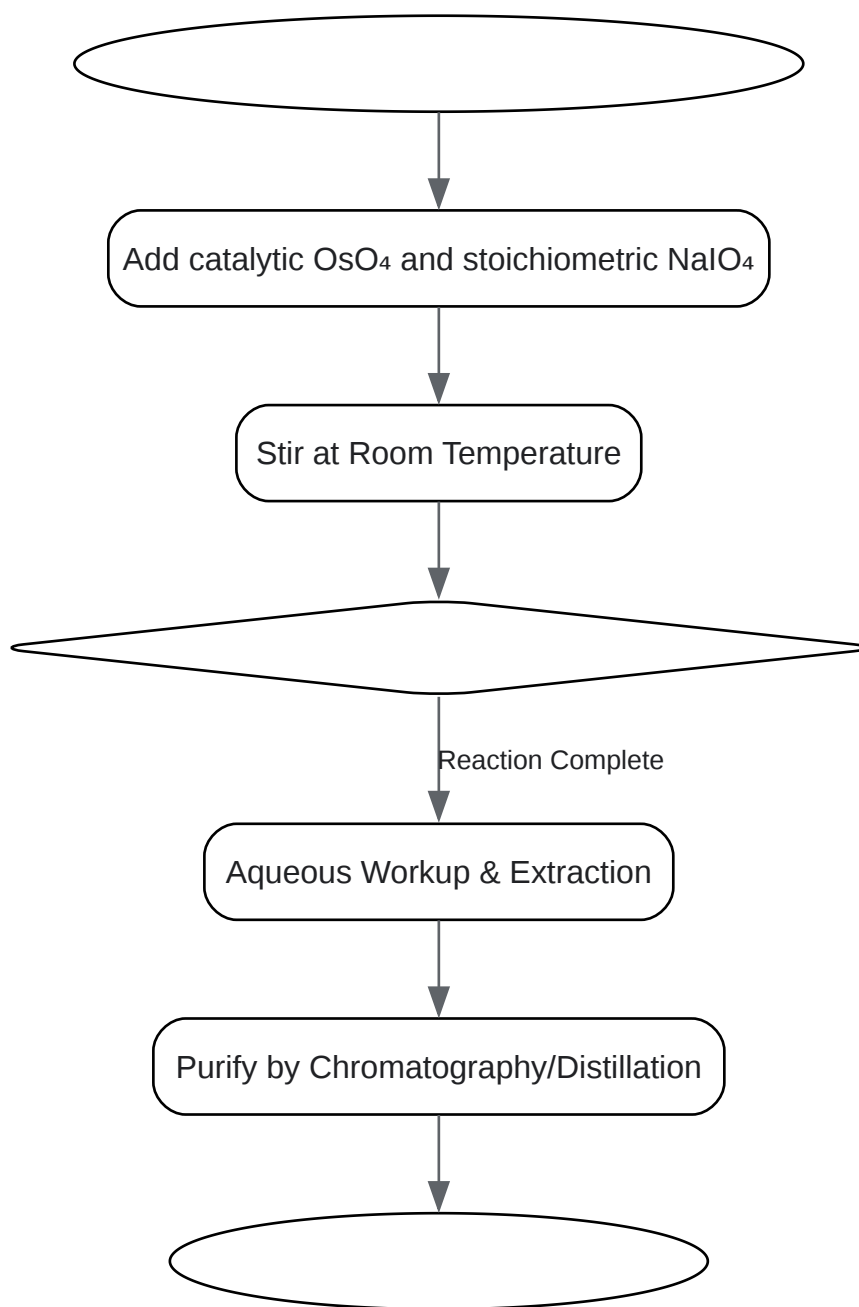 Add catalytic OsO₄ and stoichiometric NaIO₄
Stir at Room Temperature
Reaction Complete
Aqueous Workup & Extraction
Purify by Chromatography/Distillation